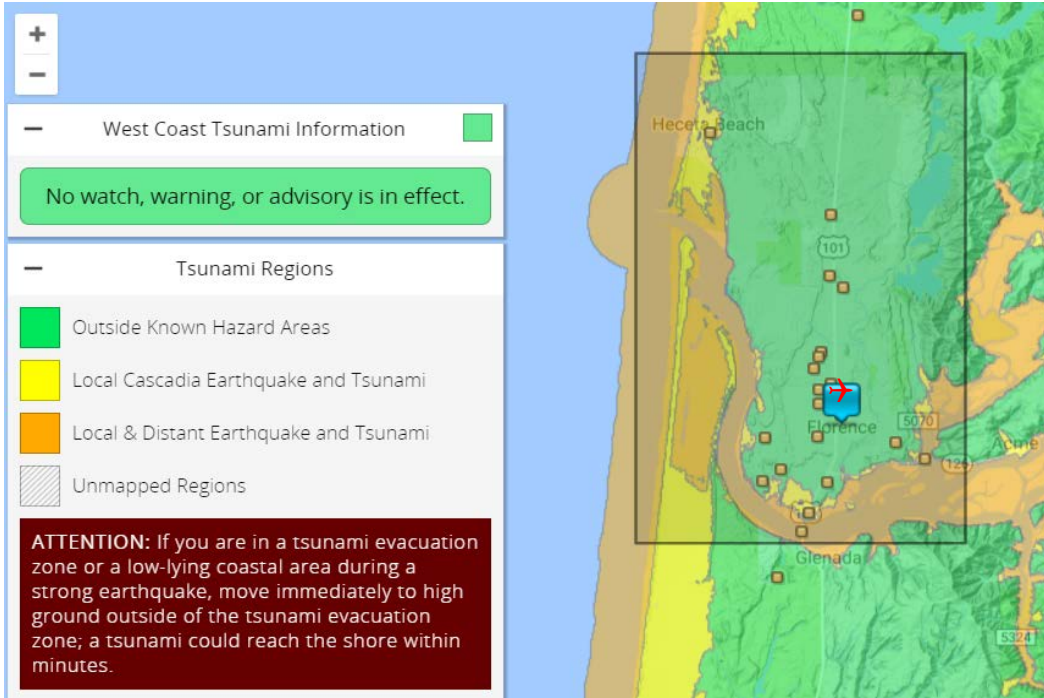 +
−
− West Coast Tsunami Information
No watch, warning, or advisory is in effect.
− Tsunami Regions
Outside Known Hazard Areas
Local Cascadia Earthquake and Tsunami
Local & Distant Earthquake and Tsunami
Unmapped Regions
ATTENTION: If you are in a tsunami evacuation
zone or a low-lying coastal area during a
strong earthquake, move immediately to high
ground outside of the tsunami evacuation
zone; a tsunami could reach the shore within
minutes.
Heceta Beach
101
Florence
5070
Acme
126
Glenada
5324